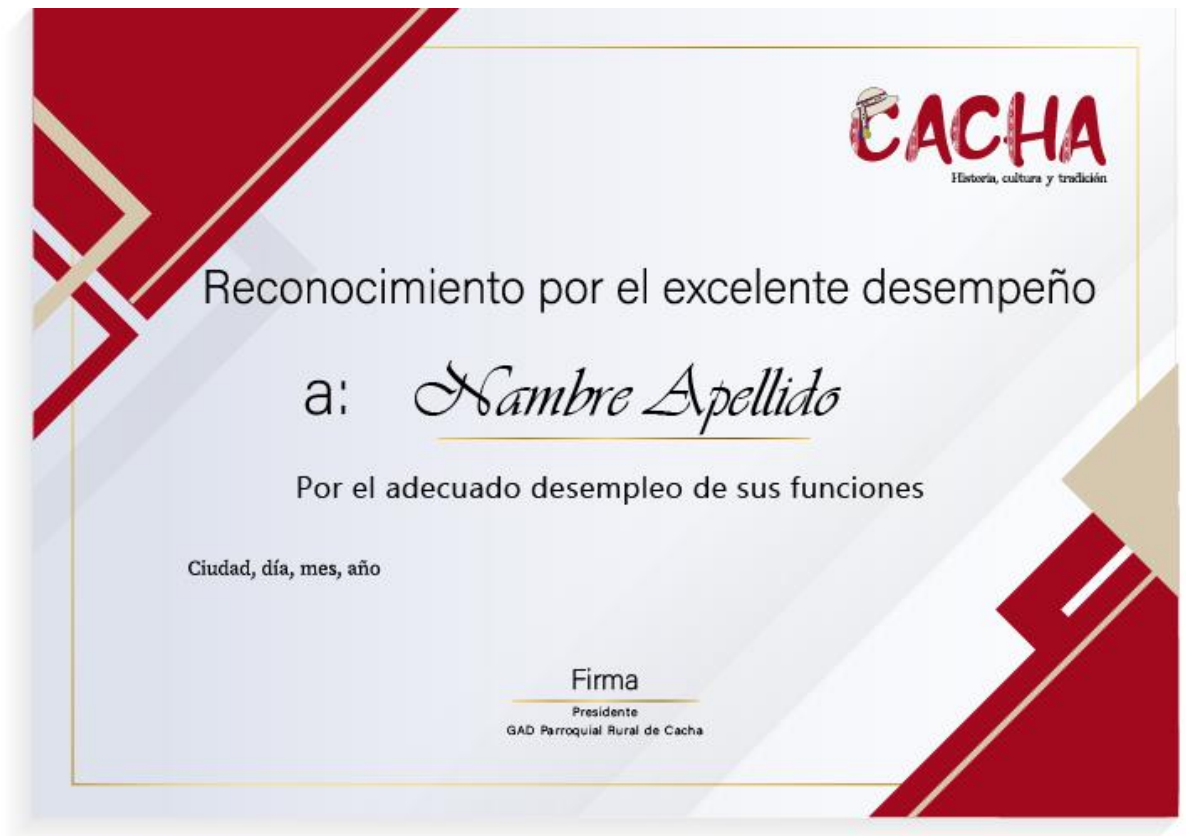 CACHA
Historia, cultura y tradición
Reconocimiento por el excelente desempeño
a: Nambre Apellido
Por el adecuado desempleo de sus funciones
Ciudad, día, mes, año
Firma
Presidente
GAD Parroquial Rural de Cacha